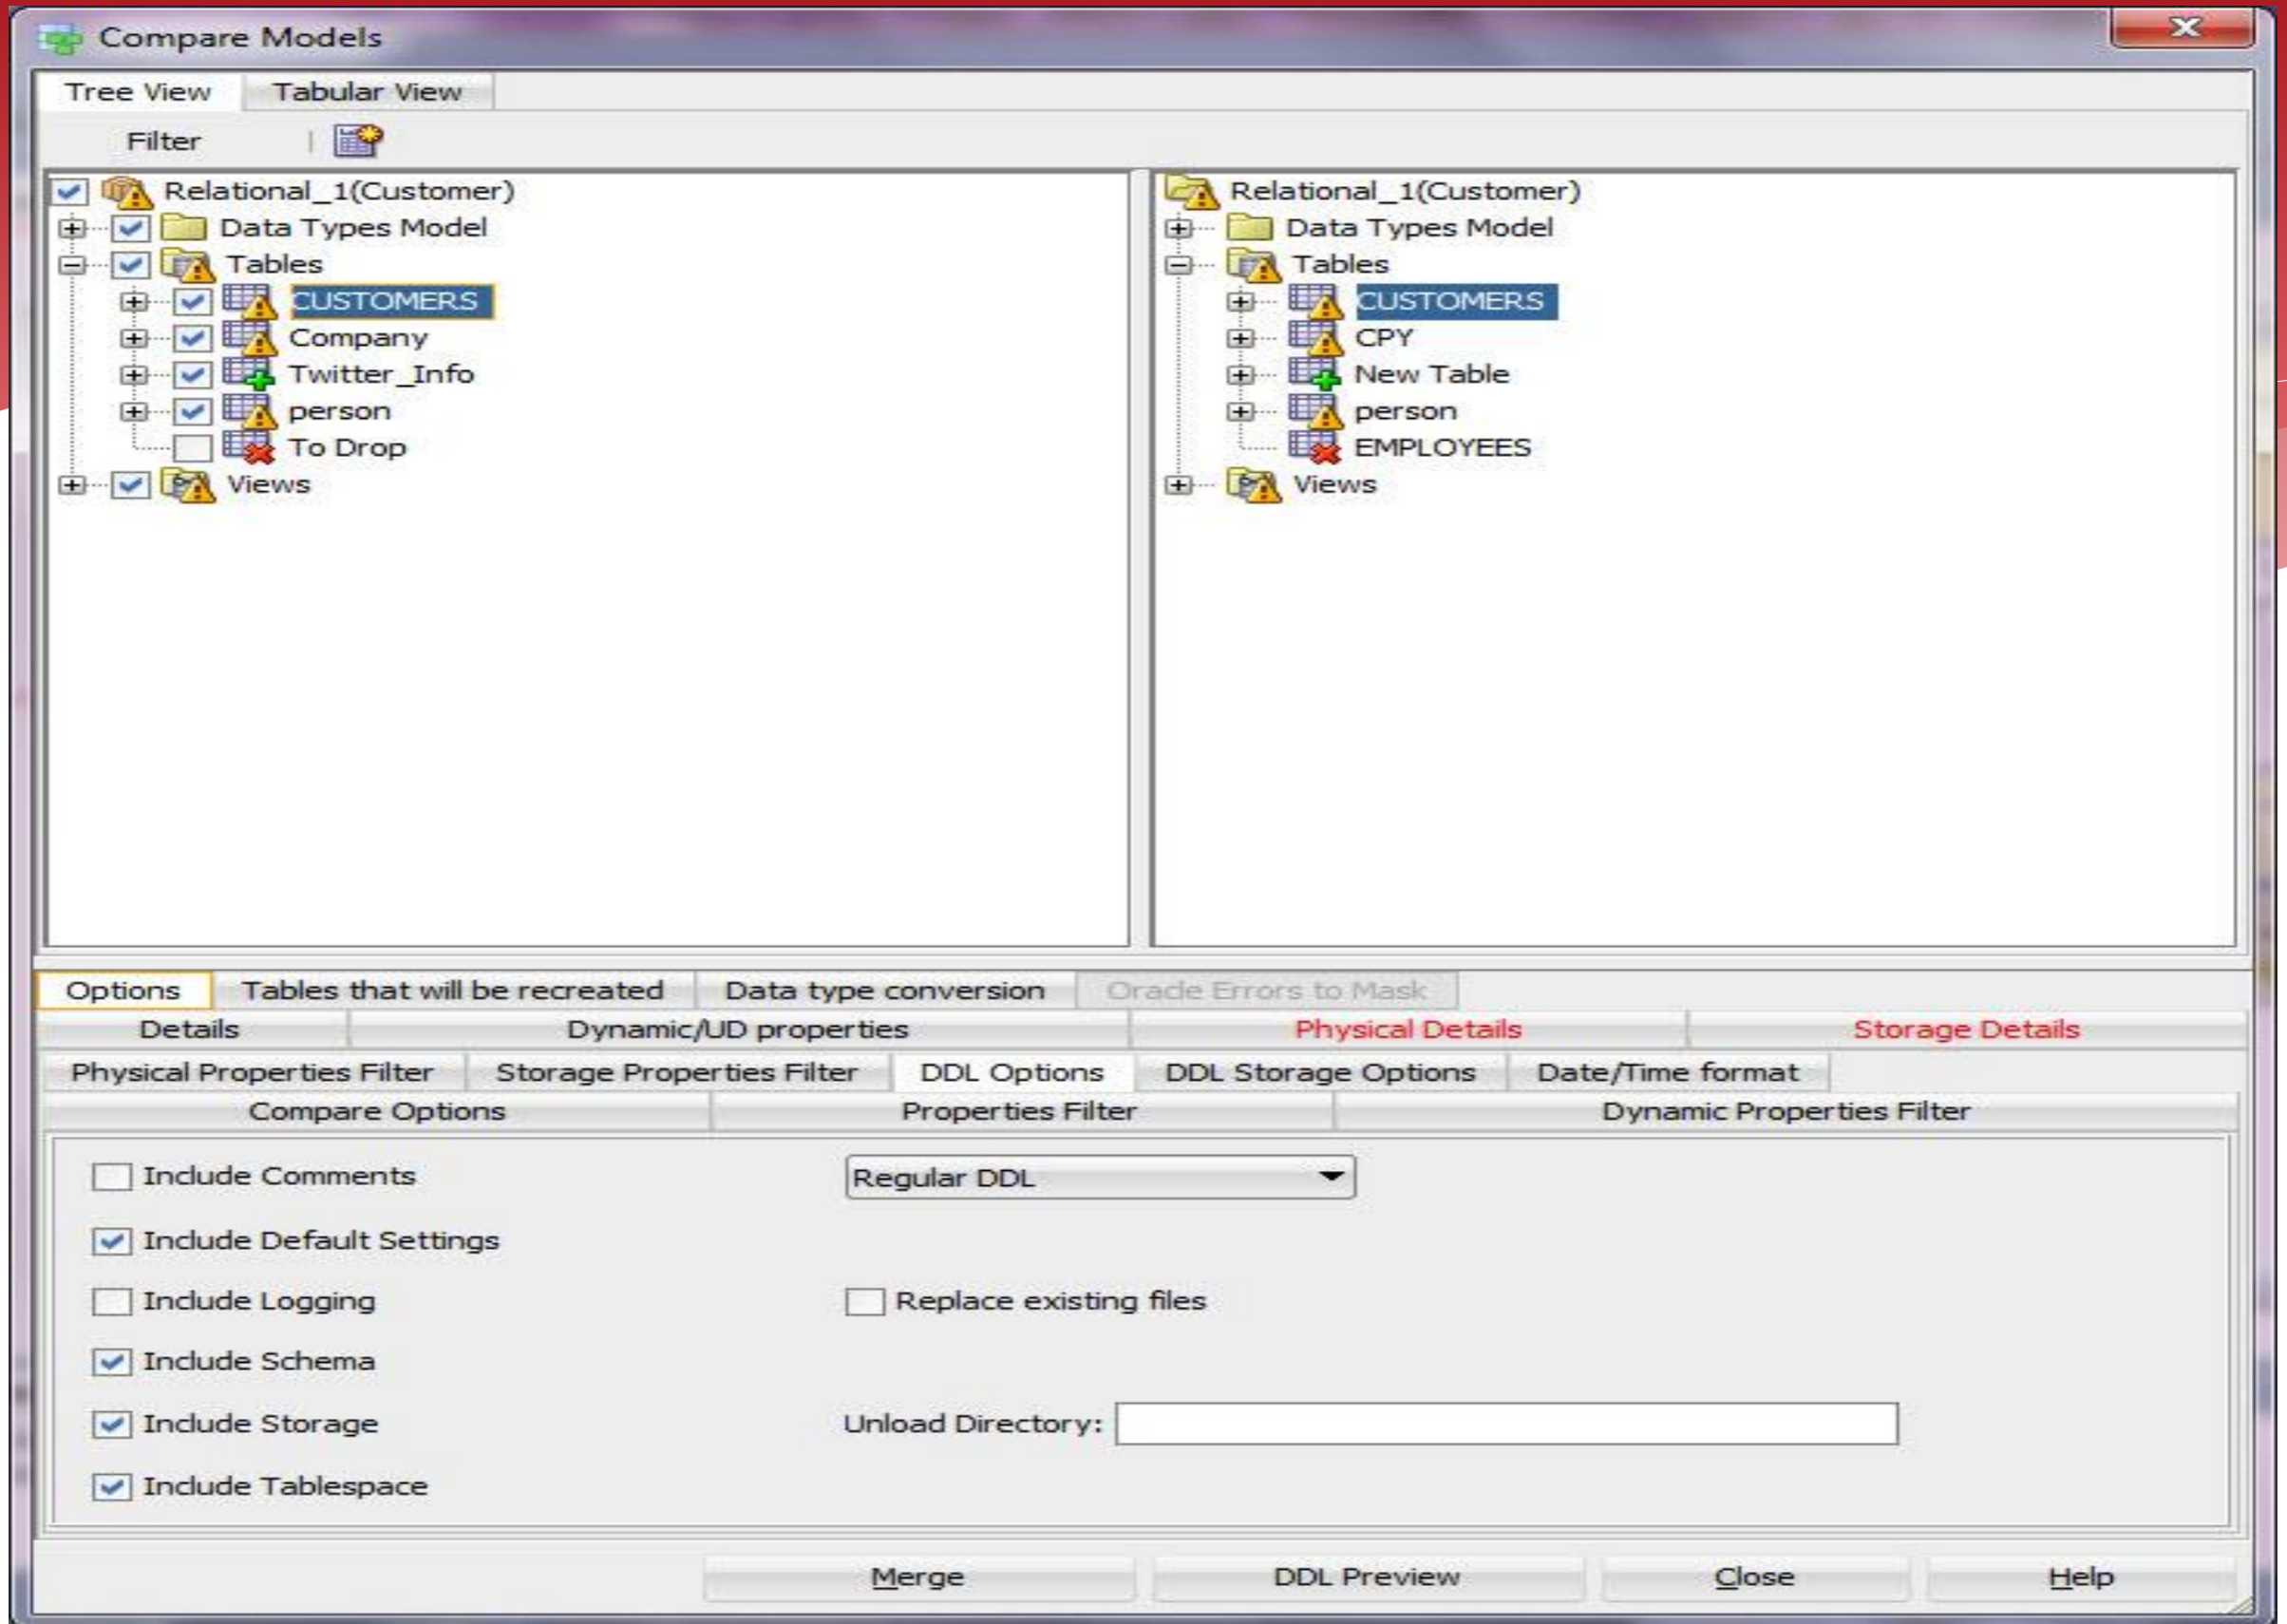 Compare Models
Tree View Tabular View
Filter
Relational_1(Customer)
Data Types Model
Tables
CUSTOMERS
Company
Twitter_Info
person
To Drop
Views
Relational_1(Customer)
Data Types Model
Tables
CUSTOMERS
CPY
New Table
person
EMPLOYEES
Views
Options Tables that will be recreated Data type conversion Oracle Errors to Mask
Details Dynamic/UD properties Physical Details Storage Details
Physical Properties Filter Storage Properties Filter DDL Options DDL Storage Options Date/Time format
Compare Options Properties Filter Dynamic Properties Filter
Include Comments Regular DDL
Include Default Settings
Include Logging Replace existing files
Include Schema
Include Storage Unload Directory:
Include Tablespace
Merge DDL Preview Close Help